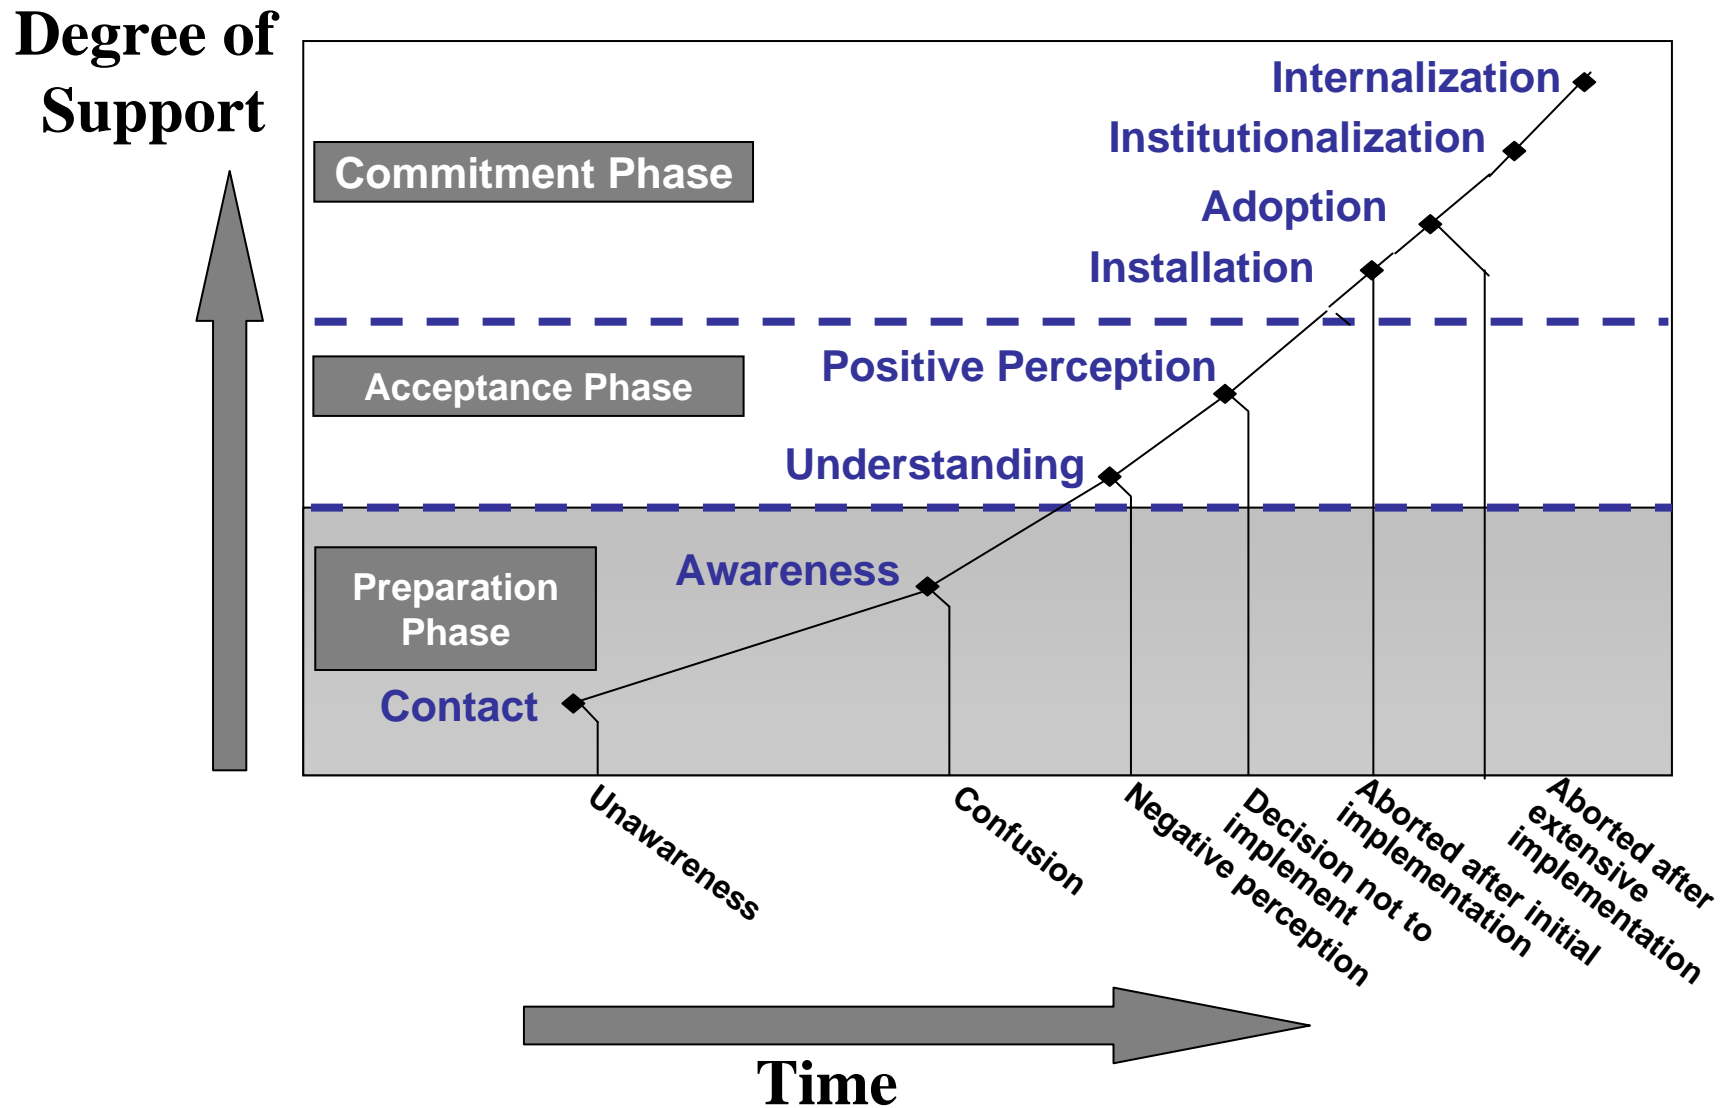 Degree of
Support
Internalization
Institutionalization
Commitment Phase
Adoption
Installation
Positive Perception
Acceptance Phase
Understanding
Awareness
Preparation
Phase
Contact
Unawareness
Confusion
Negative perception
Decision not to
implement
Aborted after initial
implementation
Aborted after
extensive
implementation
Time